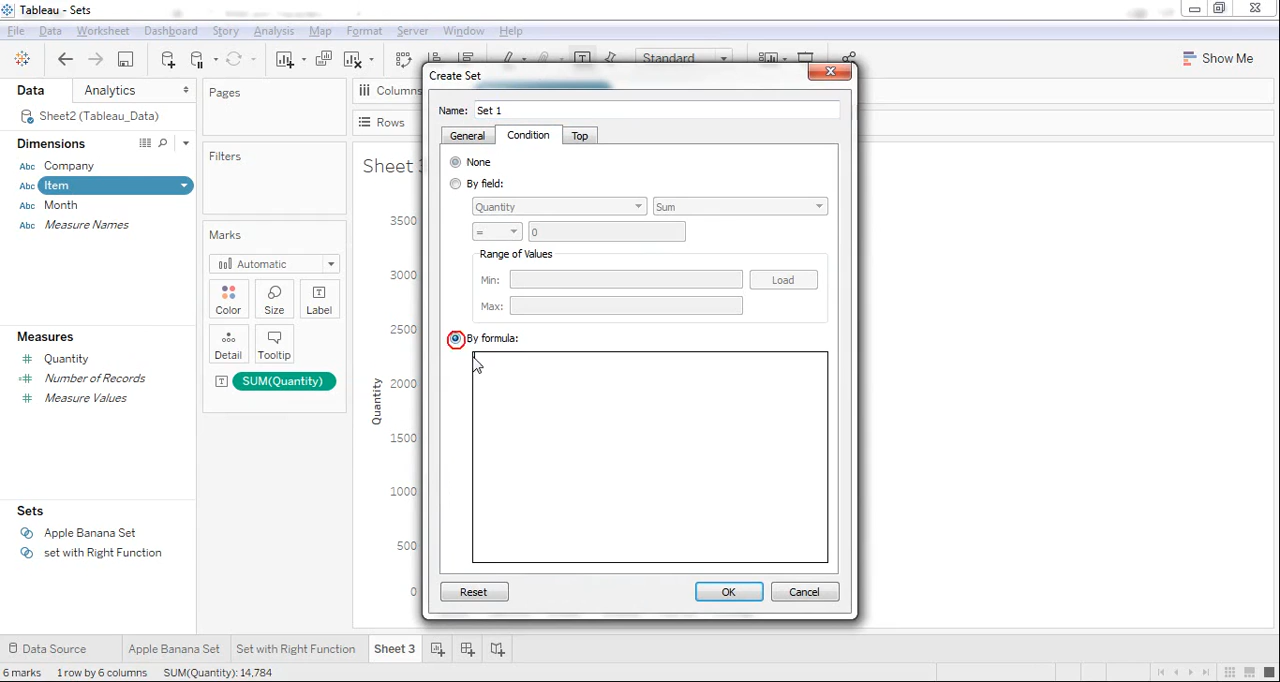 Tableau - Sets
File Data Worksheet Dashboard Story Analysis Map Format Server Window Help
Standard
Show Me
Data
Analytics
Sheet2 (Tableau_Data)
Dimensions
Abc Company
Abc Item
Abc Month
Abc Measure Names
Measures
# Quantity
# Number of Records
# Measure Values
Sets
Apple Banana Set
set with Right Function
Pages
Filters
Marks
Automatic
Color Size Label
Detail Tooltip
T SUM(Quantity)
Columns
Rows
Sheet 3
3500
3000
2500
2000
1500
1000
500
0
Quantity
Create Set
Name: Set 1
General Condition Top
None
By field:
Quantity Sum
= 0
Range of Values
Min: Load
Max:
By formula:
Reset OK Cancel
Data Source Apple Banana Set Set with Right Function Sheet 3
6 marks 1 row by 6 columns SUM(Quantity): 14,784